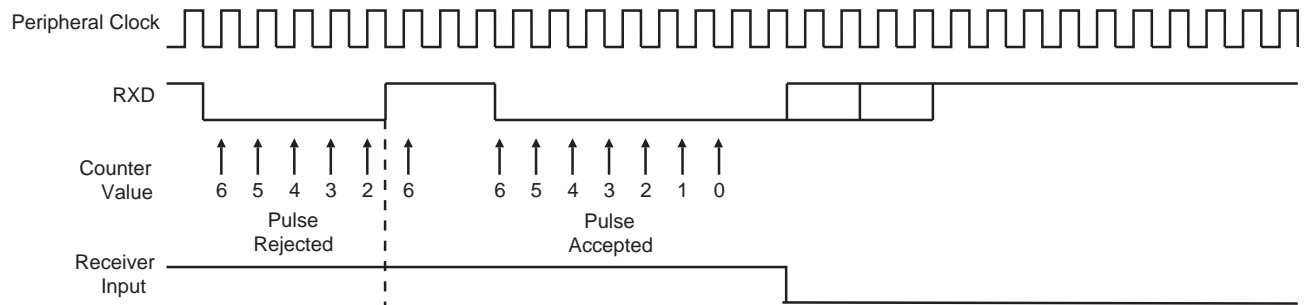 Peripheral Clock
RXD
Counter
Value
6 5 4 3 2 6 6 5 4 3 2 1 0
Pulse
Rejected
Pulse
Accepted
Receiver
Input